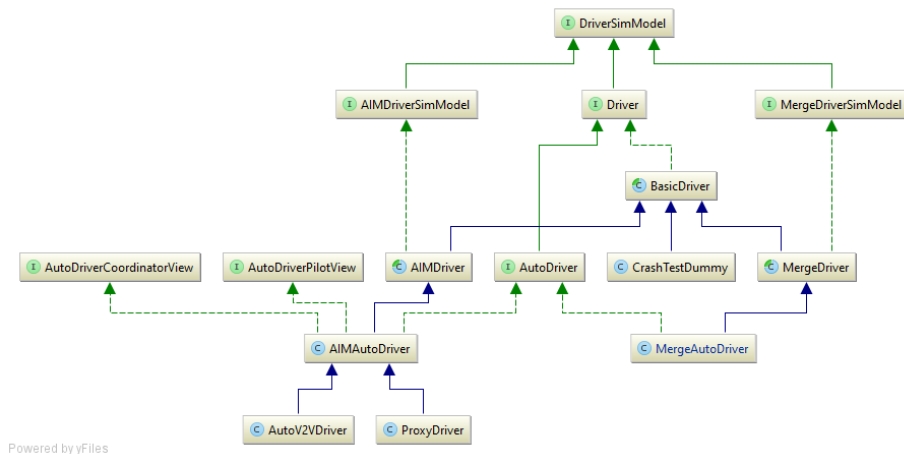 I DriverSimModel
I AIMDriverSimModel
I Driver
I MergeDriverSimModel
C BasicDriver
I AutoDriverCoordinatorView
I AutoDriverPilotView
C AIMDriver
I AutoDriver
C CrashTestDummy
C MergeDriver
C AIMAutoDriver
C MergeAutoDriver
C AutoV2VDriver
C ProxyDriver
Powered by yFiles